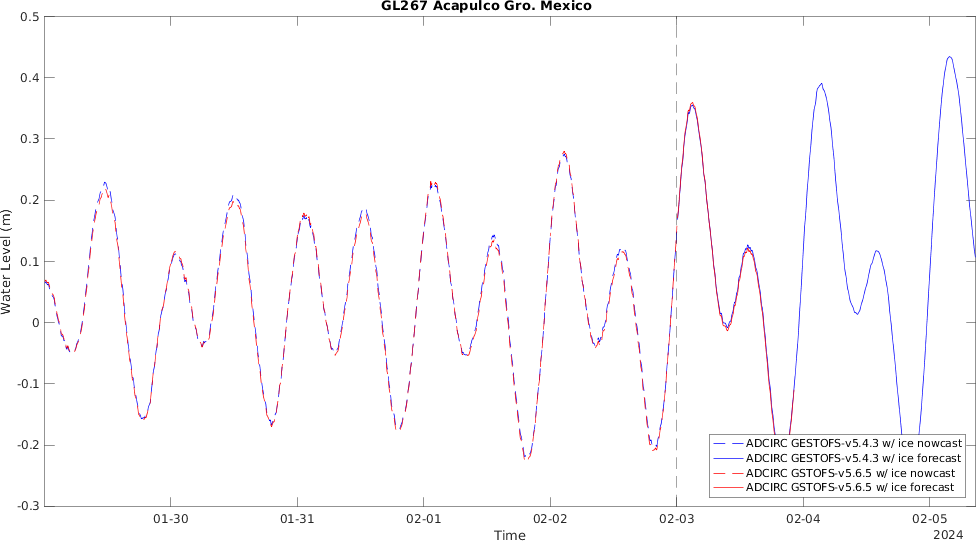 GL267 Acapulco Gro. Mexico
0.5
0.4
0.3
0.2
0.1
0
-0.1
-0.2
-0.3
Water Level (m)
ADCIRC GESTOFS-v5.4.3 w/ ice nowcast
ADCIRC GESTOFS-v5.4.3 w/ ice forecast
ADCIRC GSTOFS-v5.6.5 w/ ice nowcast
ADCIRC GSTOFS-v5.6.5 w/ ice forecast
01-30 01-31 02-01 02-02 02-03 02-04 02-05
Time
2024